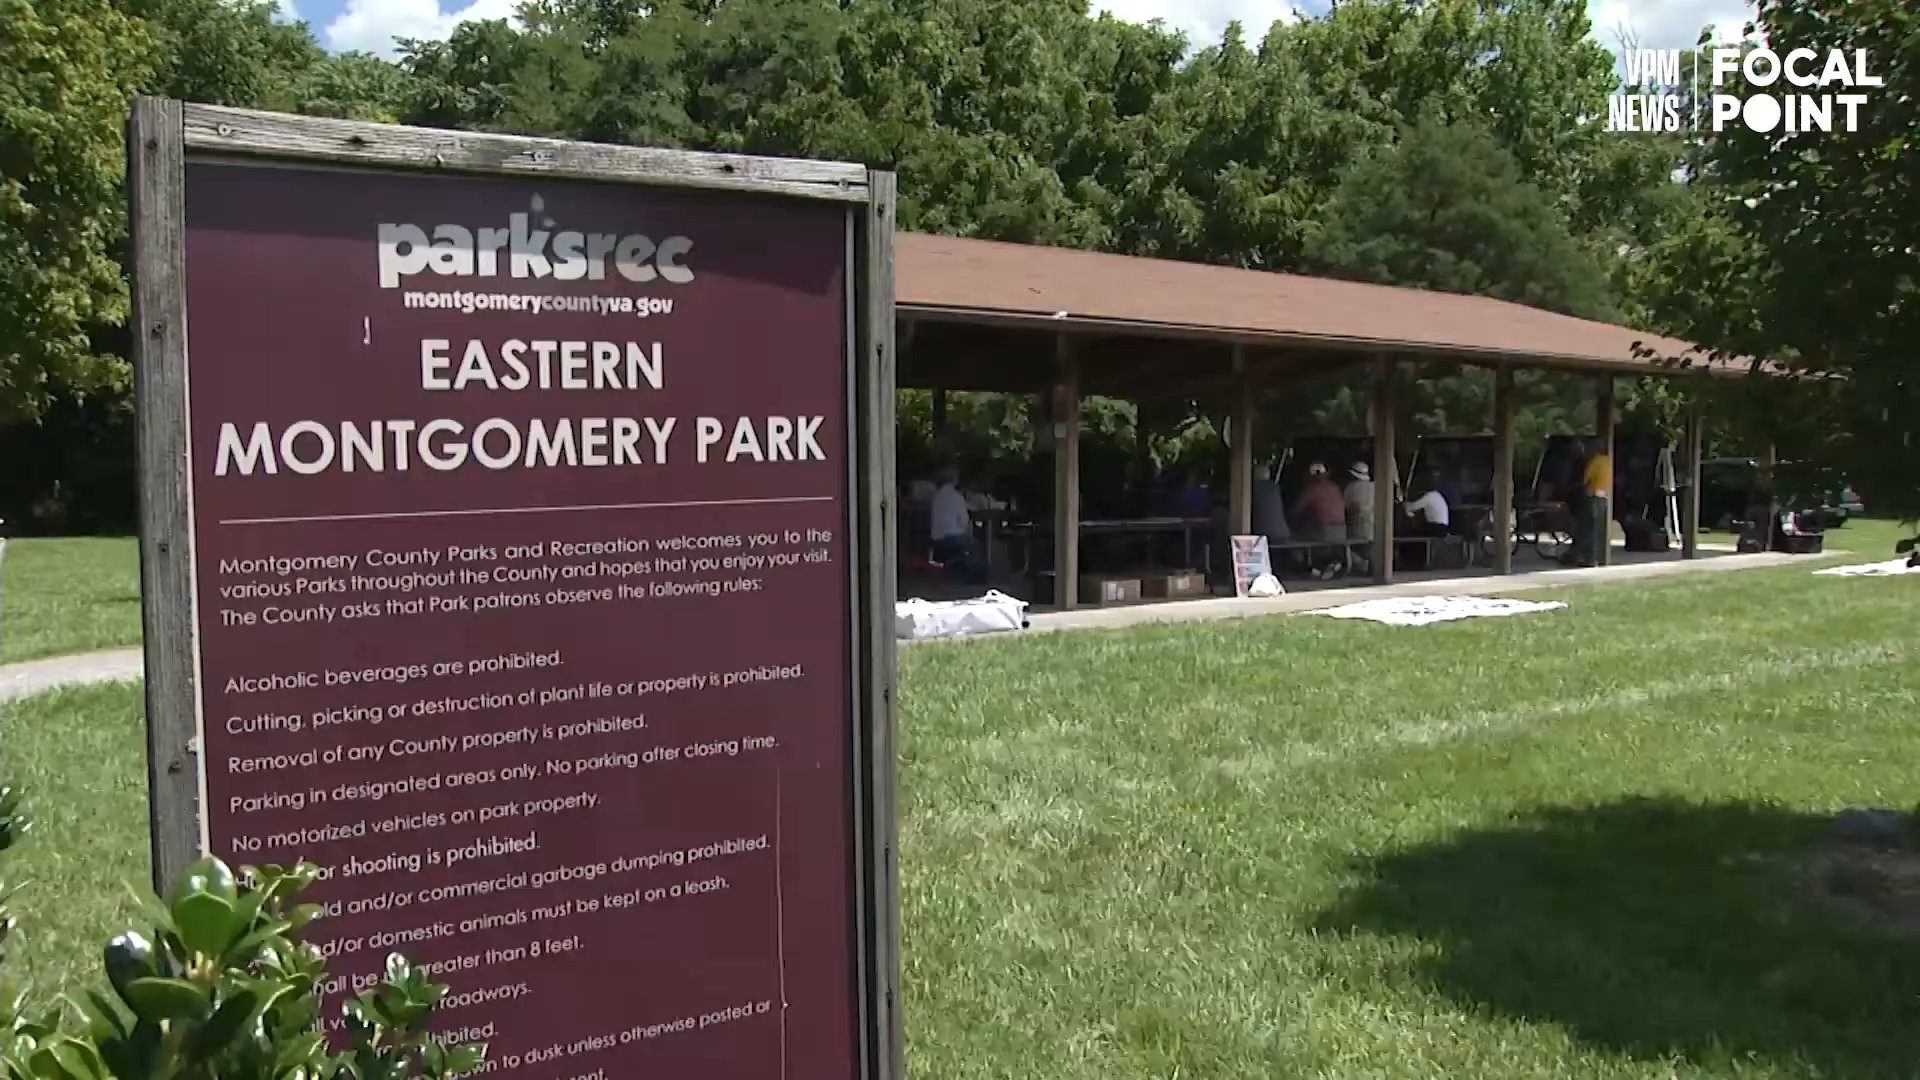 VPM
NEWS
FOCAL
POINT
parksrec
montgomerycountyva.gov
EASTERN
MONTGOMERY PARK
Montgomery County Parks and Recreation welcomes you to the
various Parks throughout the County and hopes that you enjoy your visit.
The County asks that Park patrons observe the following rules:
Alcoholic beverages are prohibited.
Cutting, picking or destruction of plant life or property is prohibited.
Removal of any County property is prohibited.
Parking in designated areas only. No parking after closing time.
No motorized vehicles on park property.
or shooting is prohibited.
and/or commercial garbage dumping prohibited.
domestic animals must be kept on a leash.
be greater than 8 feet.
roadways.
to dusk unless otherwise posted or